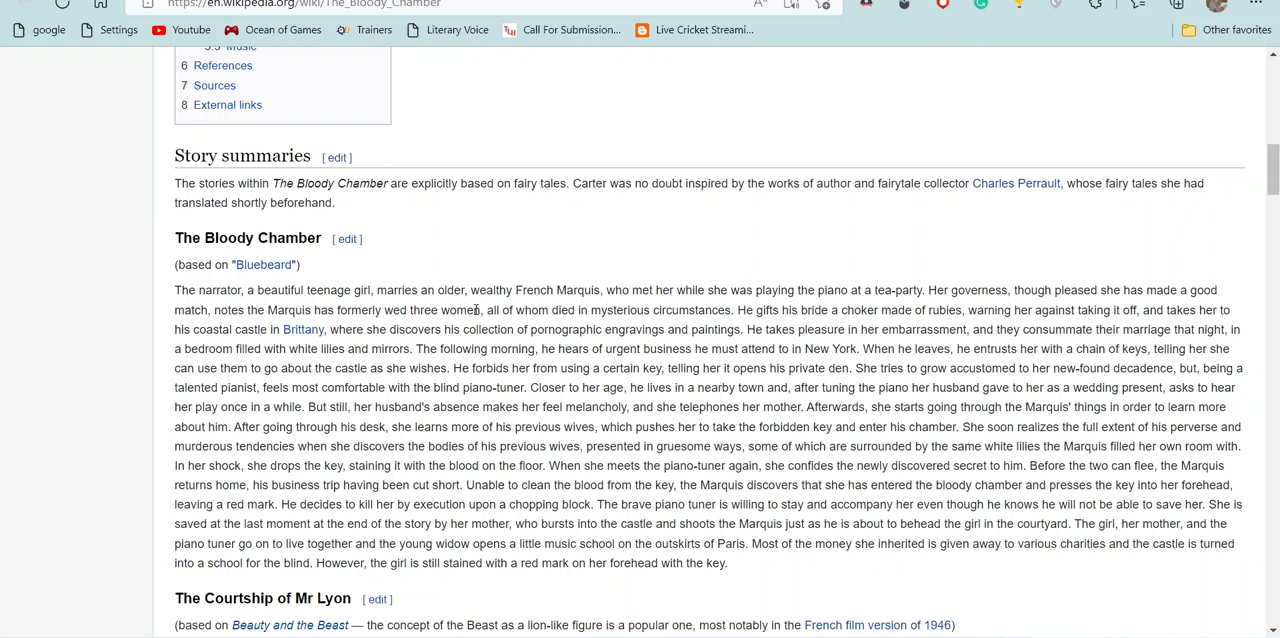 https://en.wikipedia.org/wiki/The_Bloody_Chamber
google Settings Youtube Ocean of Games Trainers Literary Voice Call For Submission... Live Cricket Streami... Other favorites
5.5 Music
6 References
7 Sources
8 External links
Story summaries [ edit ]
The stories within The Bloody Chamber are explicitly based on fairy tales. Carter was no doubt inspired by the works of author and fairytale collector Charles Perrault, whose fairy tales she had
translated shortly beforehand.
The Bloody Chamber [ edit ]
(based on "Bluebeard")
The narrator, a beautiful teenage girl, marries an older, wealthy French Marquis, who met her while she was playing the piano at a tea-party. Her governess, though pleased she has made a good
match, notes the Marquis has formerly wed three women, all of whom died in mysterious circumstances. He gifts his bride a choker made of rubies, warning her against taking it off, and takes her to
his coastal castle in Brittany, where she discovers his collection of pornographic engravings and paintings. He takes pleasure in her embarrassment, and they consummate their marriage that night, in
a bedroom filled with white lilies and mirrors. The following morning, he hears of urgent business he must attend to in New York. When he leaves, he entrusts her with a chain of keys, telling her she
can use them to go about the castle as she wishes. He forbids her from using a certain key, telling her it opens his private den. She tries to grow accustomed to her new-found decadence, but, being a
talented pianist, feels most comfortable with the blind piano-tuner. Closer to her age, he lives in a nearby town and, after tuning the piano her husband gave to her as a wedding present, asks to hear
her play once in a while. But still, her husband's absence makes her feel melancholy, and she telephones her mother. Afterwards, she starts going through the Marquis' things in order to learn more
about him. After going through his desk, she learns more of his previous wives, which pushes her to take the forbidden key and enter his chamber. She soon realizes the full extent of his perverse and
murderous tendencies when she discovers the bodies of his previous wives, presented in gruesome ways, some of which are surrounded by the same white lilies the Marquis filled her own room with.
In her shock, she drops the key, staining it with the blood on the floor. When she meets the piano-tuner again, she confides the newly discovered secret to him. Before the two can flee, the Marquis
returns home, his business trip having been cut short. Unable to clean the blood from the key, the Marquis discovers that she has entered the bloody chamber and presses the key into her forehead,
leaving a red mark. He decides to kill her by execution upon a chopping block. The brave piano tuner is willing to stay and accompany her even though he knows he will not be able to save her. She is
saved at the last moment at the end of the story by her mother, who bursts into the castle and shoots the Marquis just as he is about to behead the girl in the courtyard. The girl, her mother, and the
piano tuner go on to live together and the young widow opens a little music school on the outskirts of Paris. Most of the money she inherited is given away to various charities and the castle is turned
into a school for the blind. However, the girl is still stained with a red mark on her forehead with the key.
The Courtship of Mr Lyon [ edit ]
(based on Beauty and the Beast — the concept of the Beast as a lion-like figure is a popular one, most notably in the French film version of 1946)